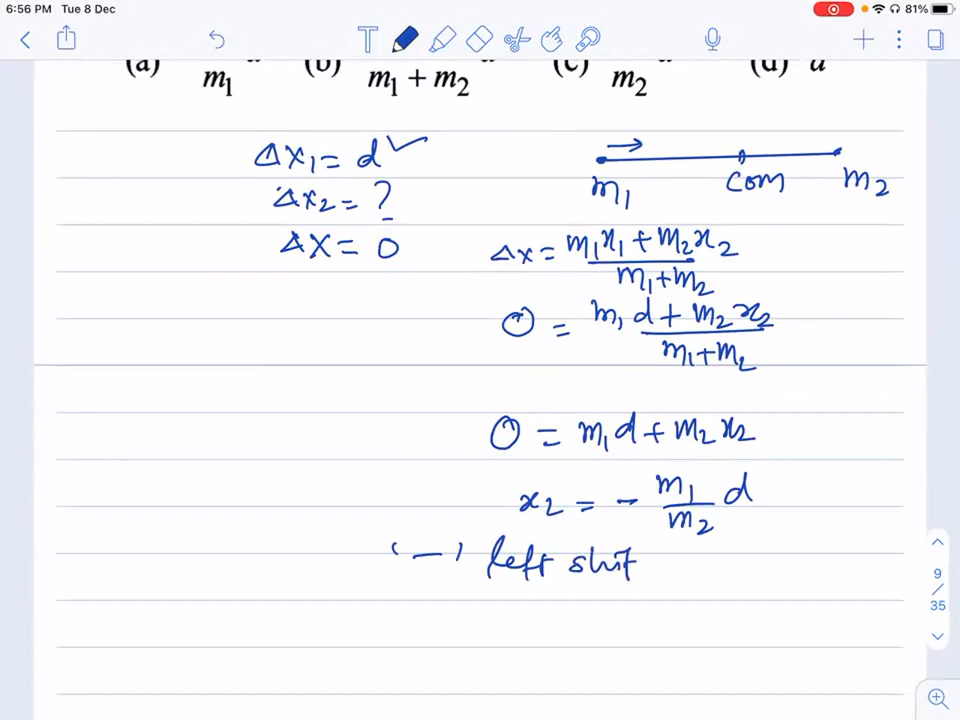 6:56 PM Tue 8 Dec 81%
(a) m₁ (b) m₁ + m₂ (c) m₂ (d) d
Δx₁ = d ✓
Δx₂ = ?
ΔX = 0
m₁ com m₂
Δx = m₁x₁ + m₂x₂ / m₁+m₂
0 = m₁ d + m₂ x₂ / m₁+m₂
0 = m₁d + m₂ x₂
x₂ = - m₁/m₂ d
'—' left shif
9
/
35